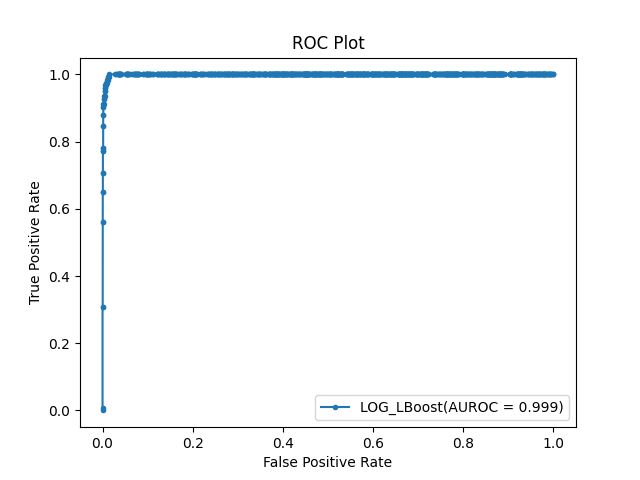 ROC Plot
1.0
0.8
0.6
0.4
0.2
0.0
True Positive Rate
0.0 0.2 0.4 0.6 0.8 1.0
False Positive Rate
LOG_LBoost(AUROC = 0.999)